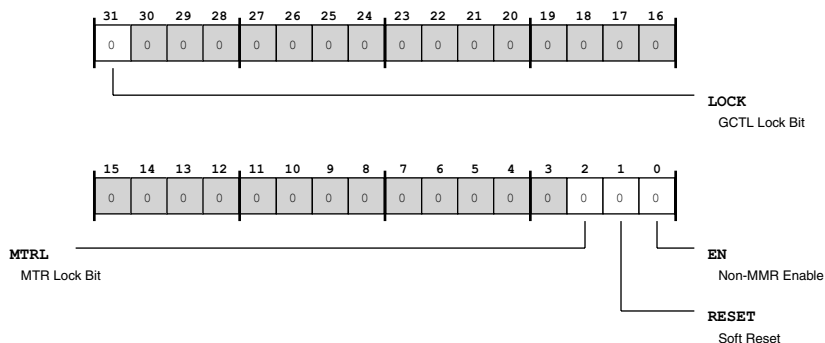 31 30 29 28 27 26 25 24 23 22 21 20 19 18 17 16
0 0 0 0 0 0 0 0 0 0 0 0 0 0 0 0
LOCK
GCTL Lock Bit
15 14 13 12 11 10 9 8 7 6 5 4 3 2 1 0
0 0 0 0 0 0 0 0 0 0 0 0 0 0 0 0
MTRL
MTR Lock Bit
EN
Non-MMR Enable
RESET
Soft Reset